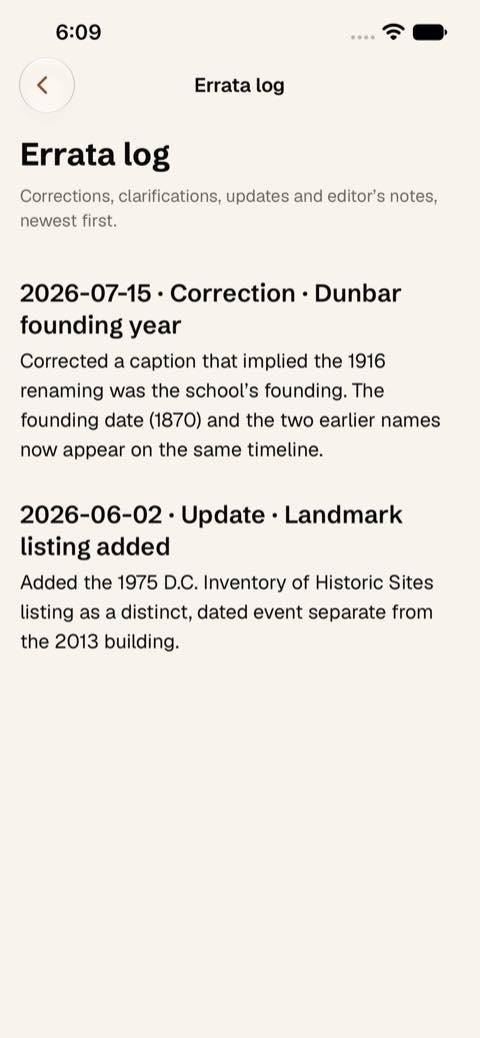 6:09
Errata log
Errata log
Corrections, clarifications, updates and editor’s notes,
newest first.
2026-07-15 · Correction · Dunbar
founding year
Corrected a caption that implied the 1916
renaming was the school’s founding. The
founding date (1870) and the two earlier names
now appear on the same timeline.
2026-06-02 · Update · Landmark
listing added
Added the 1975 D.C. Inventory of Historic Sites
listing as a distinct, dated event separate from
the 2013 building.